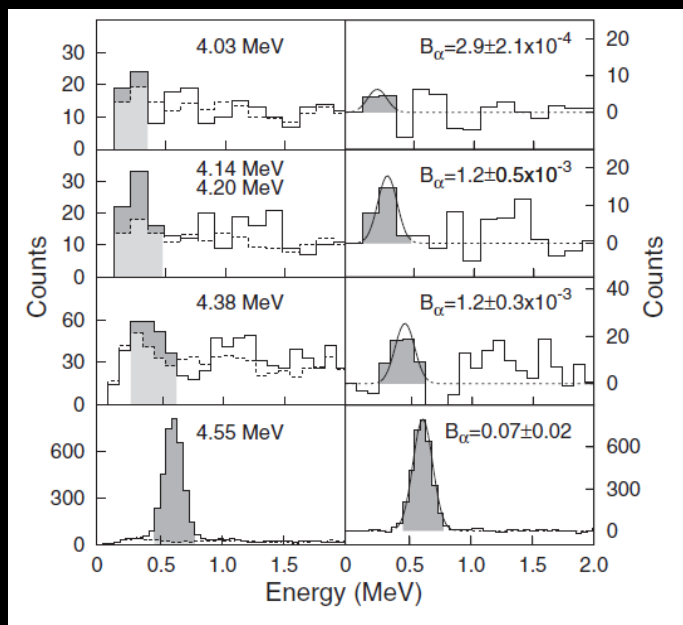 30
20
10
0
4.03 MeV
Bα=2.9±2.1x10⁻⁴
20
10
0
30
20
10
0
4.14 MeV
4.20 MeV
Bα=1.2±0.5x10⁻³
20
10
0
60
30
0
4.38 MeV
Bα=1.2±0.3x10⁻³
40
20
0
600
300
0
4.55 MeV
Bα=0.07±0.02
600
300
0
Counts
Counts
0 0.5 1.0 1.5 0 0.5 1.0 1.5 2.0
Energy (MeV)